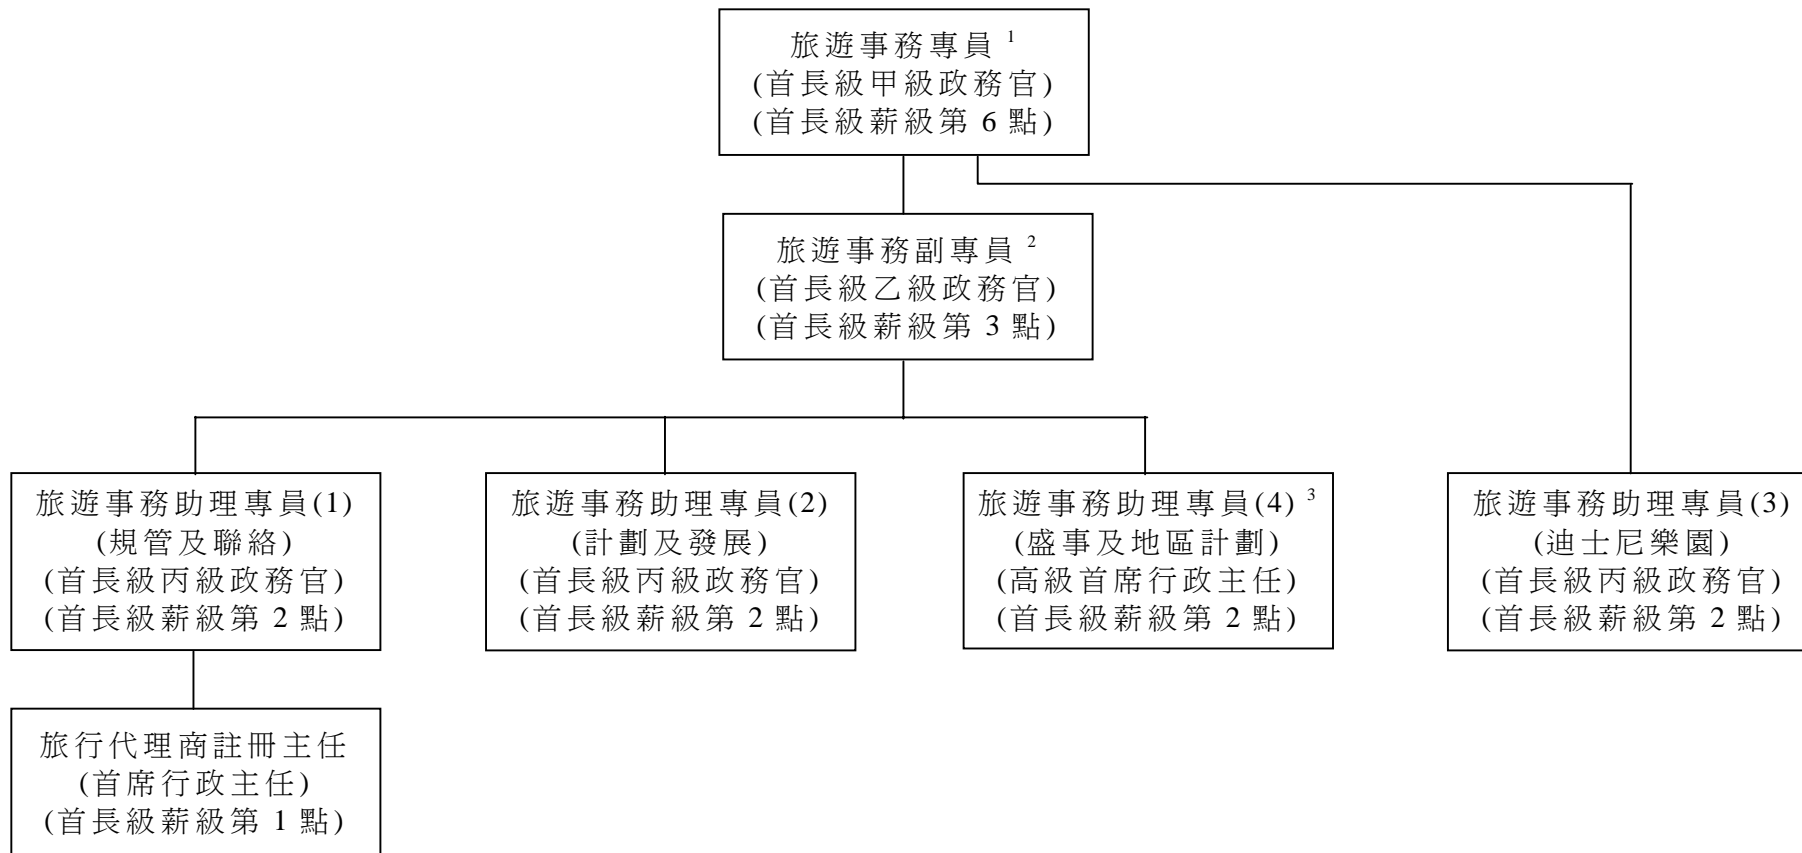 旅遊事務專員 1
(首長級甲級政務官)
(首長級薪級第 6 點)
旅遊事務副專員 2
(首長級乙級政務官)
(首長級薪級第 3 點)
旅遊事務助理專員(1)
(規管及聯絡)
(首長級丙級政務官)
(首長級薪級第 2 點)
旅遊事務助理專員(2)
(計劃及發展)
(首長級丙級政務官)
(首長級薪級第 2 點)
旅遊事務助理專員(4) 3
(盛事及地區計劃)
(高級首席行政主任)
(首長級薪級第 2 點)
旅遊事務助理專員(3)
(迪士尼樂園)
(首長級丙級政務官)
(首長級薪級第 2 點)
旅行代理商註冊主任
(首席行政主任)
(首長級薪級第 1 點)